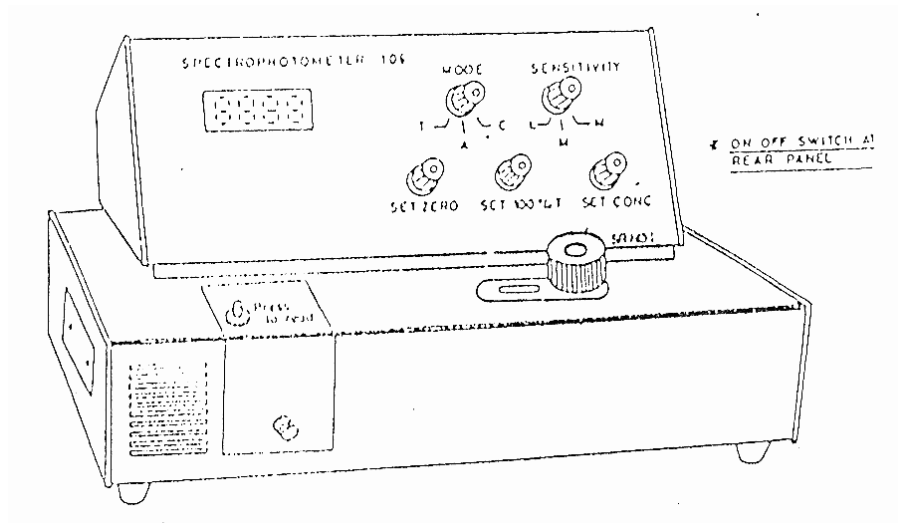 SPECTROPHOTOMETER 106
8888
MODE
SENSITIVITY
T
A
C
L
M
H
* ON OFF SWITCH AT
REAR PANEL
SET ZERO
SET 100%T
SET CONC
Press
to read